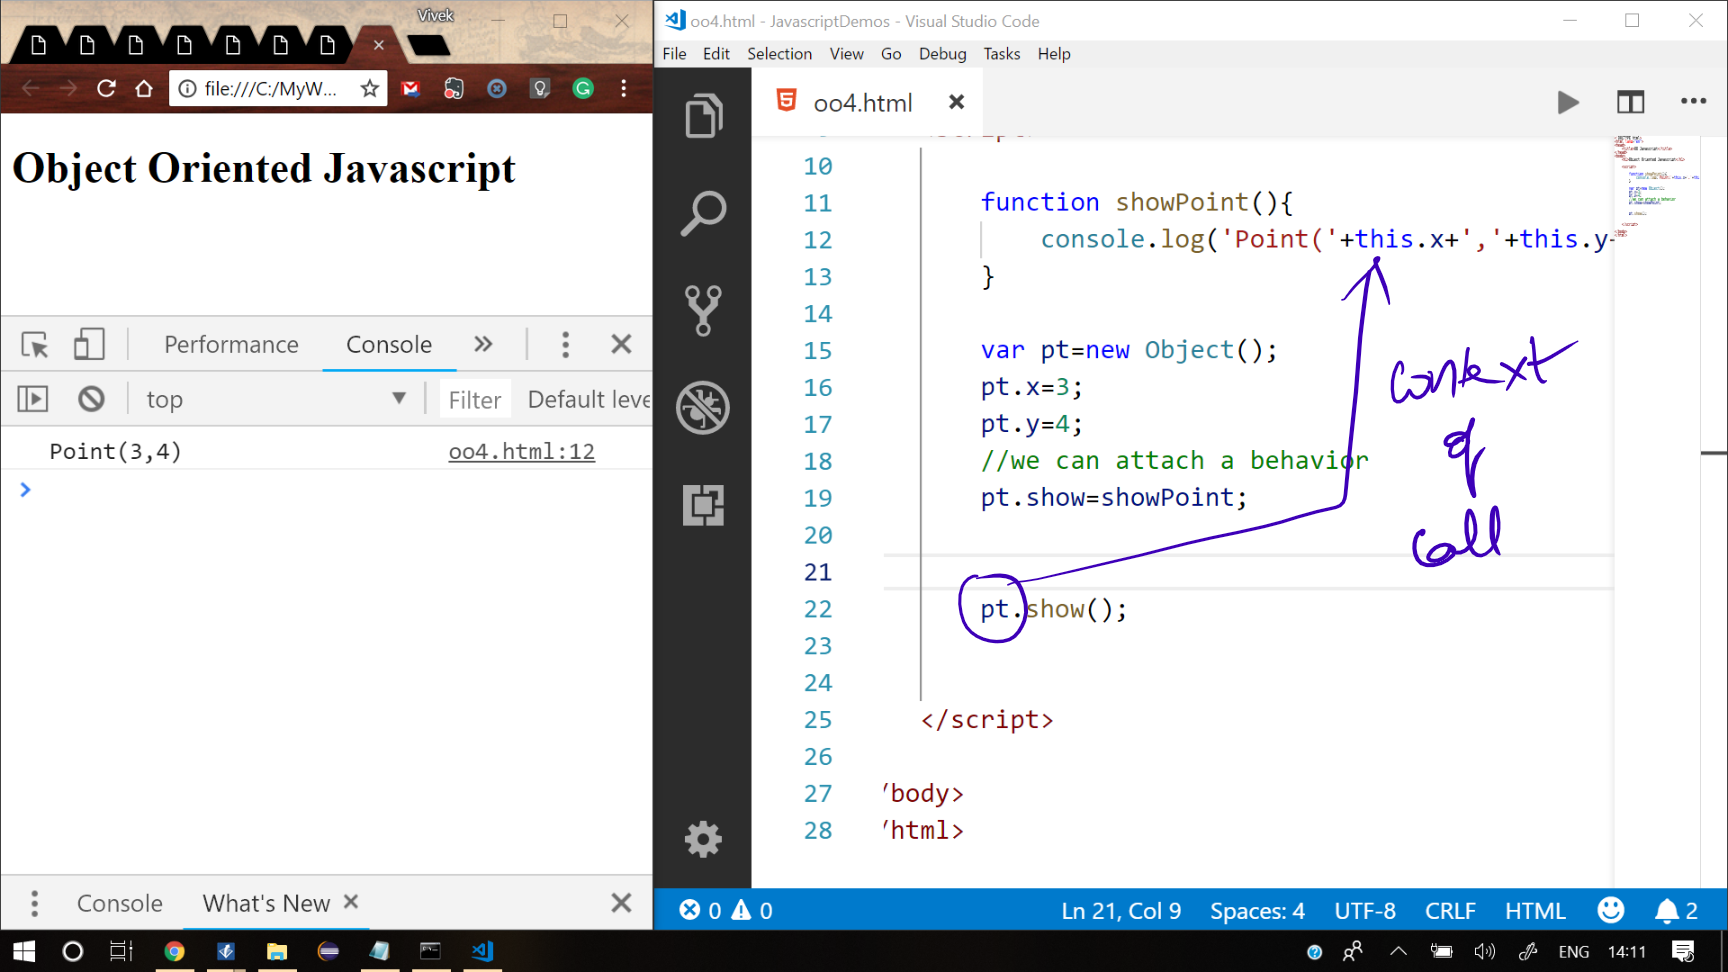 Vivek
file:///C:/MyW...
Object Oriented Javascript
Performance
Console
top
Filter
Default leve
Point(3,4)
oo4.html:12
Console
What's New
oo4.html - JavascriptDemos - Visual Studio Code
File Edit Selection View Go Debug Tasks Help
oo4.html
10
11 function showPoint(){
12 console.log('Point('+this.x+','+this.y+
13 }
14
15 var pt=new Object();
16 pt.x=3;
17 pt.y=4;
18 //we can attach a behavior
19 pt.show=showPoint;
20
21
22 pt.show();
23
24
25 </script>
26
27 /body>
28 /html>
context
of
call
0 0
Ln 21, Col 9 Spaces: 4 UTF-8 CRLF HTML 2
ENG 14:11